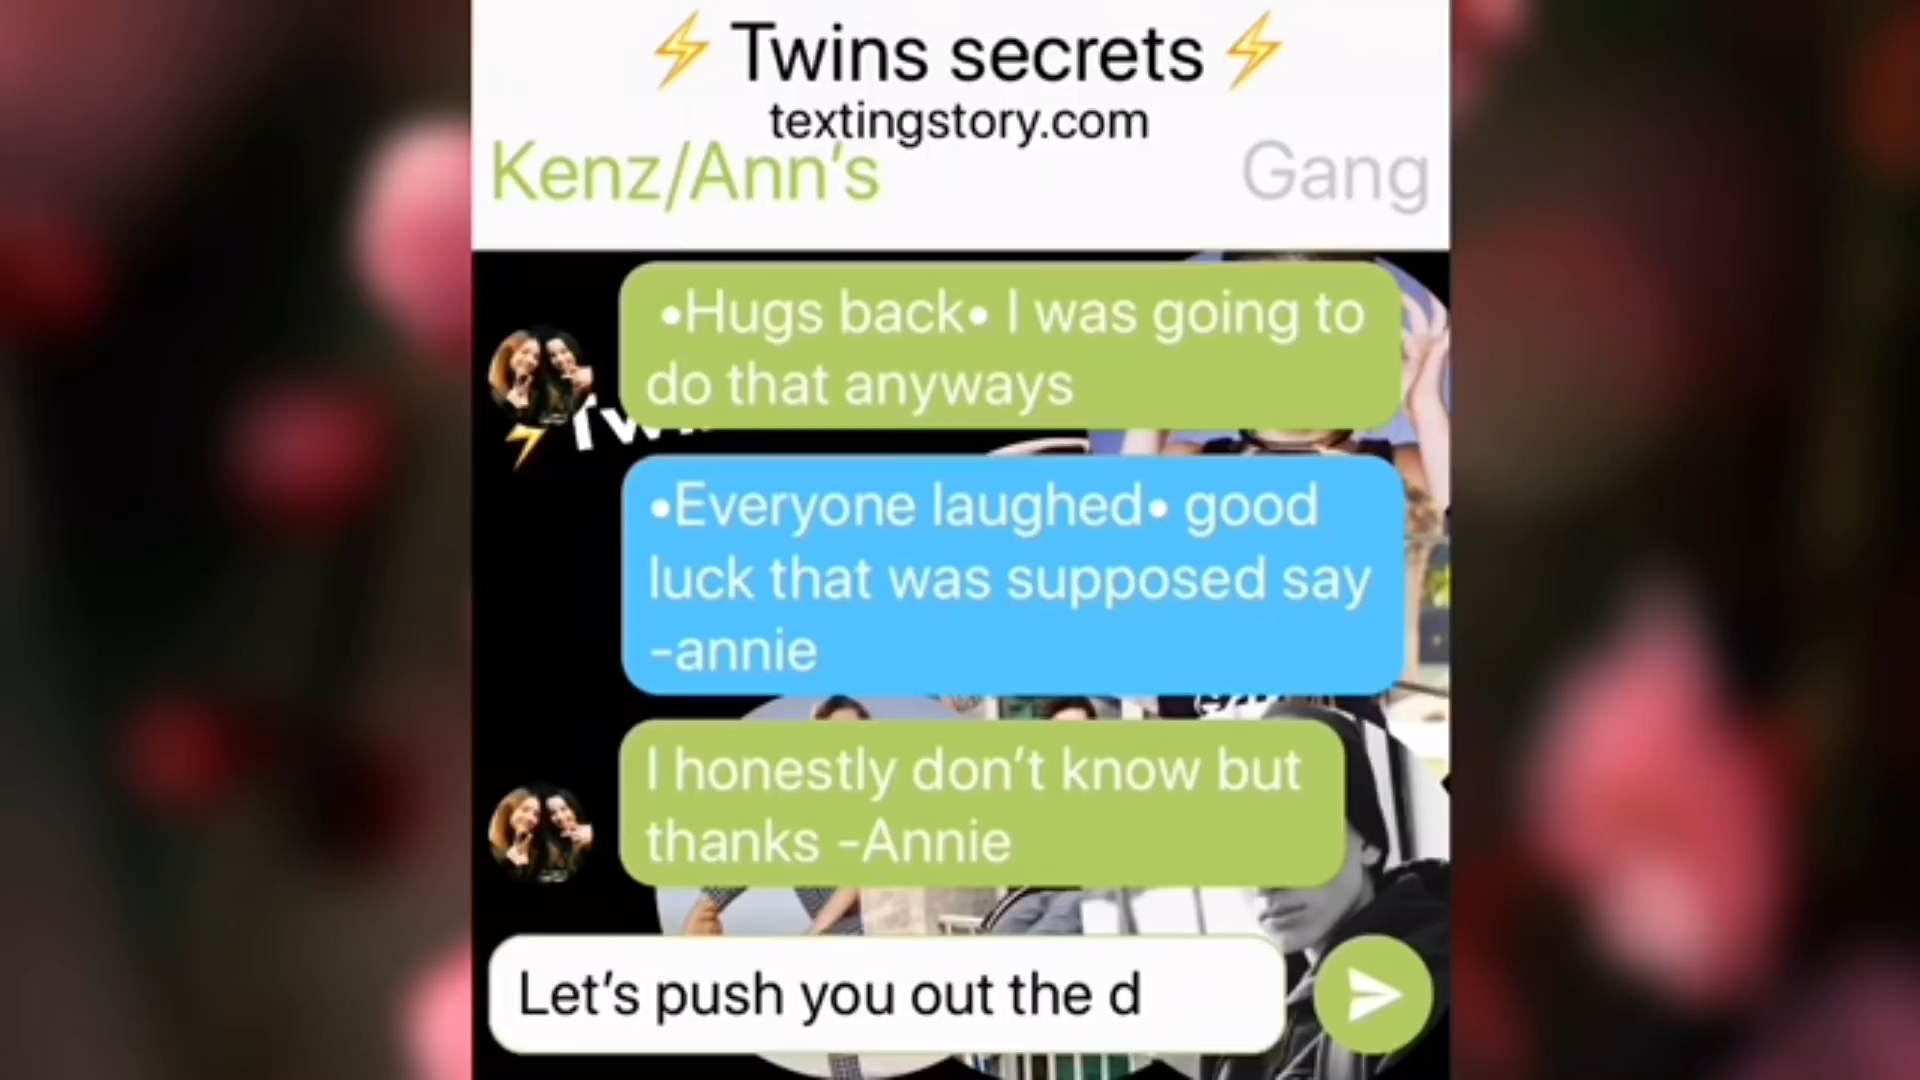 ⚡ Twins secrets ⚡
textingstory.com
Kenz/Ann's
Gang
•Hugs back• I was going to
do that anyways
•Everyone laughed• good
luck that was supposed say
-annie
I honestly don't know but
thanks -Annie
Let's push you out the d